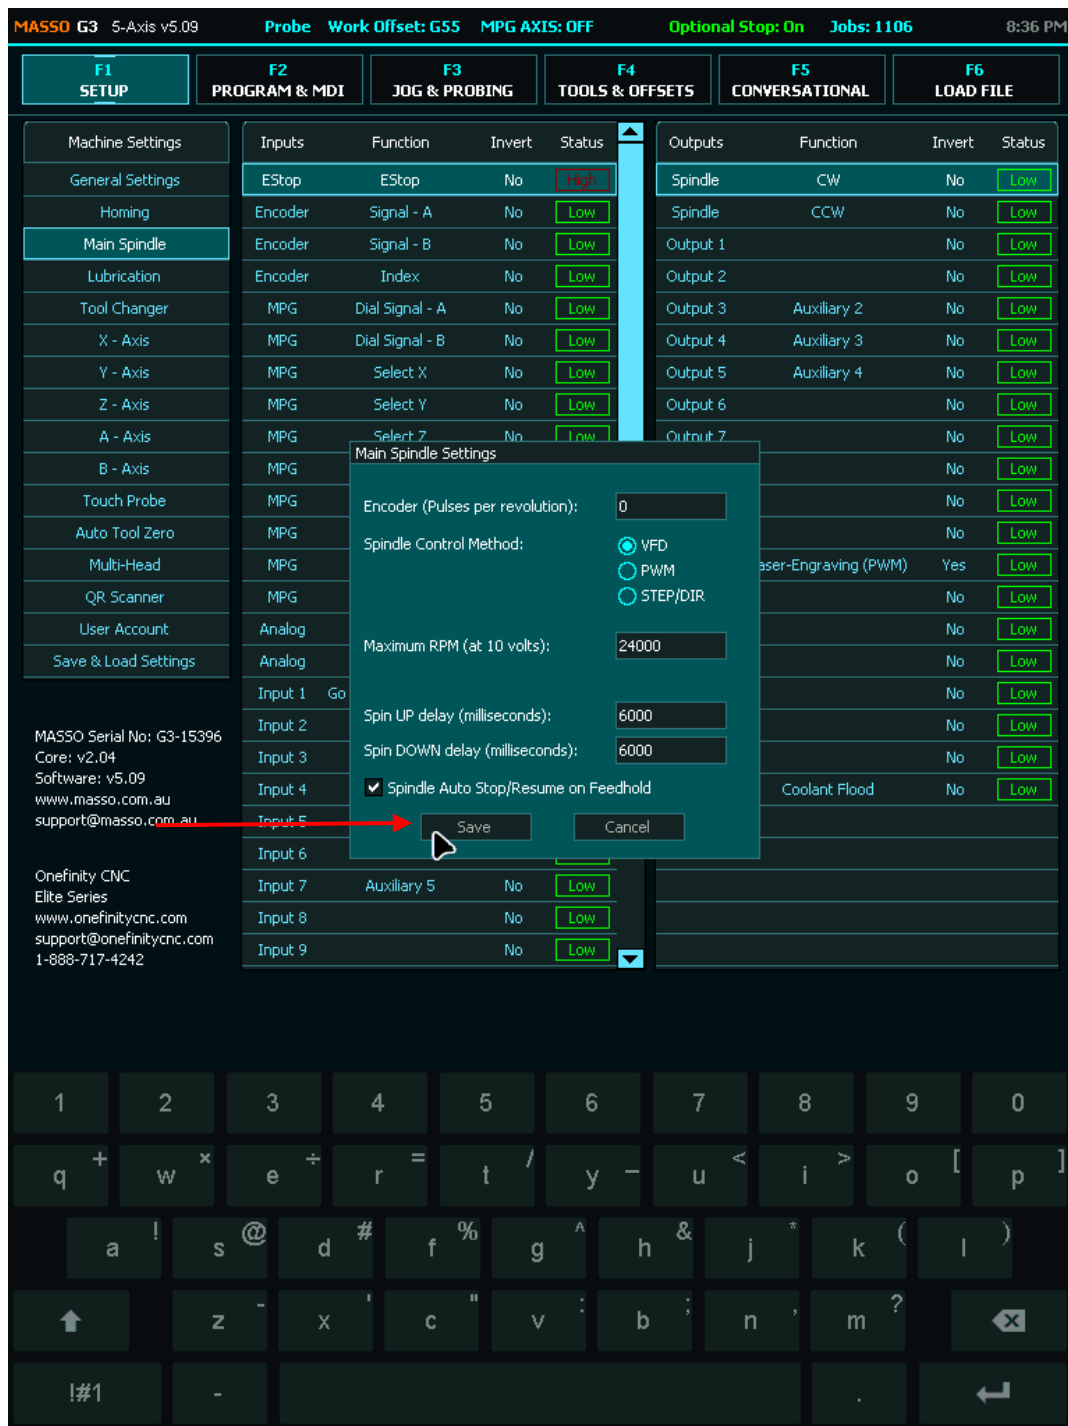 MASSO G3 5-Axis v5.09 Probe Work Offset: G55 MPG AXIS: OFF Optional Stop: On Jobs: 1106 8:36 PM
F1 F2 F3 F4 F5 F6
SETUP PROGRAM & MDI JOG & PROBING TOOLS & OFFSETS CONVERSATIONAL LOAD FILE
Machine Settings Inputs Function Invert Status Outputs Function Invert Status
General Settings EStop EStop No High Spindle CW No Low
Homing Encoder Signal - A No Low Spindle CCW No Low
Main Spindle Encoder Signal - B No Low Output 1 No Low
Lubrication Encoder Index No Low Output 2 No Low
Tool Changer MPG Dial Signal - A No Low Output 3 Auxiliary 2 No Low
X - Axis MPG Dial Signal - B No Low Output 4 Auxiliary 3 No Low
Y - Axis MPG Select X No Low Output 5 Auxiliary 4 No Low
Z - Axis MPG Select Y No Low Output 6 No Low
A - Axis MPG Select Z No Low Output 7 No Low
Main Spindle Settings
B - Axis MPG No Low
Touch Probe MPG Encoder (Pulses per revolution): 0 No Low
Auto Tool Zero MPG Spindle Control Method: VFD No Low
Multi-Head MPG PWM aser-Engraving (PWM) Yes Low
QR Scanner MPG STEP/DIR No Low
User Account Analog No Low
Save & Load Settings Analog Maximum RPM (at 10 volts): 24000 No Low
Input 1 Go No Low
Input 2 Spin UP delay (milliseconds): 6000 No Low
MASSO Serial No: G3-15396
Core: v2.04 Input 3 Spin DOWN delay (milliseconds): 6000 No Low
Software: v5.09
www.masso.com.au Input 4 Spindle Auto Stop/Resume on Feedhold Coolant Flood No Low
support@masso.com.au Input 5 Save Cancel
Input 6
Onefinity CNC
Elite Series Input 7 Auxiliary 5 No Low
www.onefinitycnc.com Input 8 No Low
support@onefinitycnc.com
1-888-717-4242 Input 9 No Low
1 2 3 4 5 6 7 8 9 0
q + w × e ÷ r = t / y _ u < i > o [ p ]
a ! s @ d # f % g ^ h & j * k ( l )
z - x ' c " v : b ; n , m ?
!#1 - .